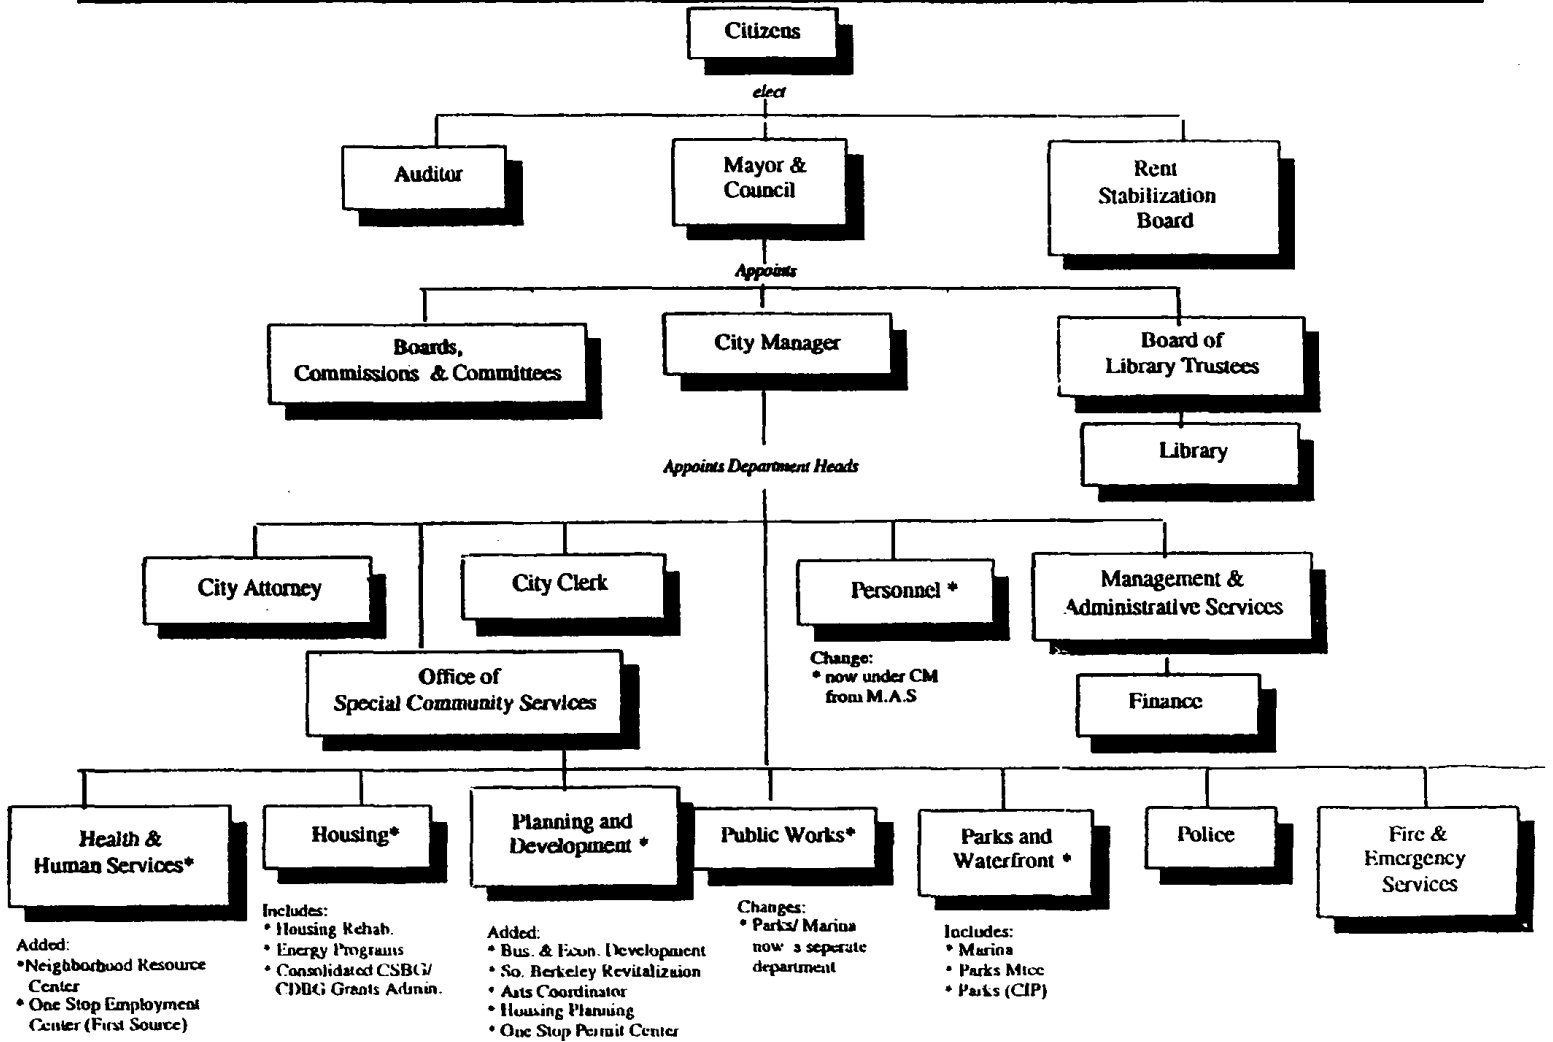 Citizens
elect
Auditor
Mayor &
Council
Rent
Stabilization
Board
Appoints
Boards,
Commissions & Committees
City Manager
Board of
Library Trustees
Library
Appoints Department Heads
City Attorney
City Clerk
Personnel *
Management &
Administrative Services
Change:
* now under CM
from M.A.S
Office of
Special Community Services
Finance
Health &
Human Services*
Housing*
Planning and
Development *
Public Works*
Parks and
Waterfront *
Police
Fire &
Emergency
Services
Added:
*Neighborhood Resource
Center
* One Stop Employment
Center (First Source)
Includes:
* Housing Rehab.
* Energy Programs
* Consolidated CSBG/
CDBG Grants Admin.
Added:
* Bus. & Econ. Development
* So. Berkeley Revitalizaion
* Arts Coordinator
* Housing Planning
* One Stop Permit Center
Changes:
* Parks/ Marina
now a seperate
department
Includes:
* Marina
* Parks Mtce
* Parks (CIP)